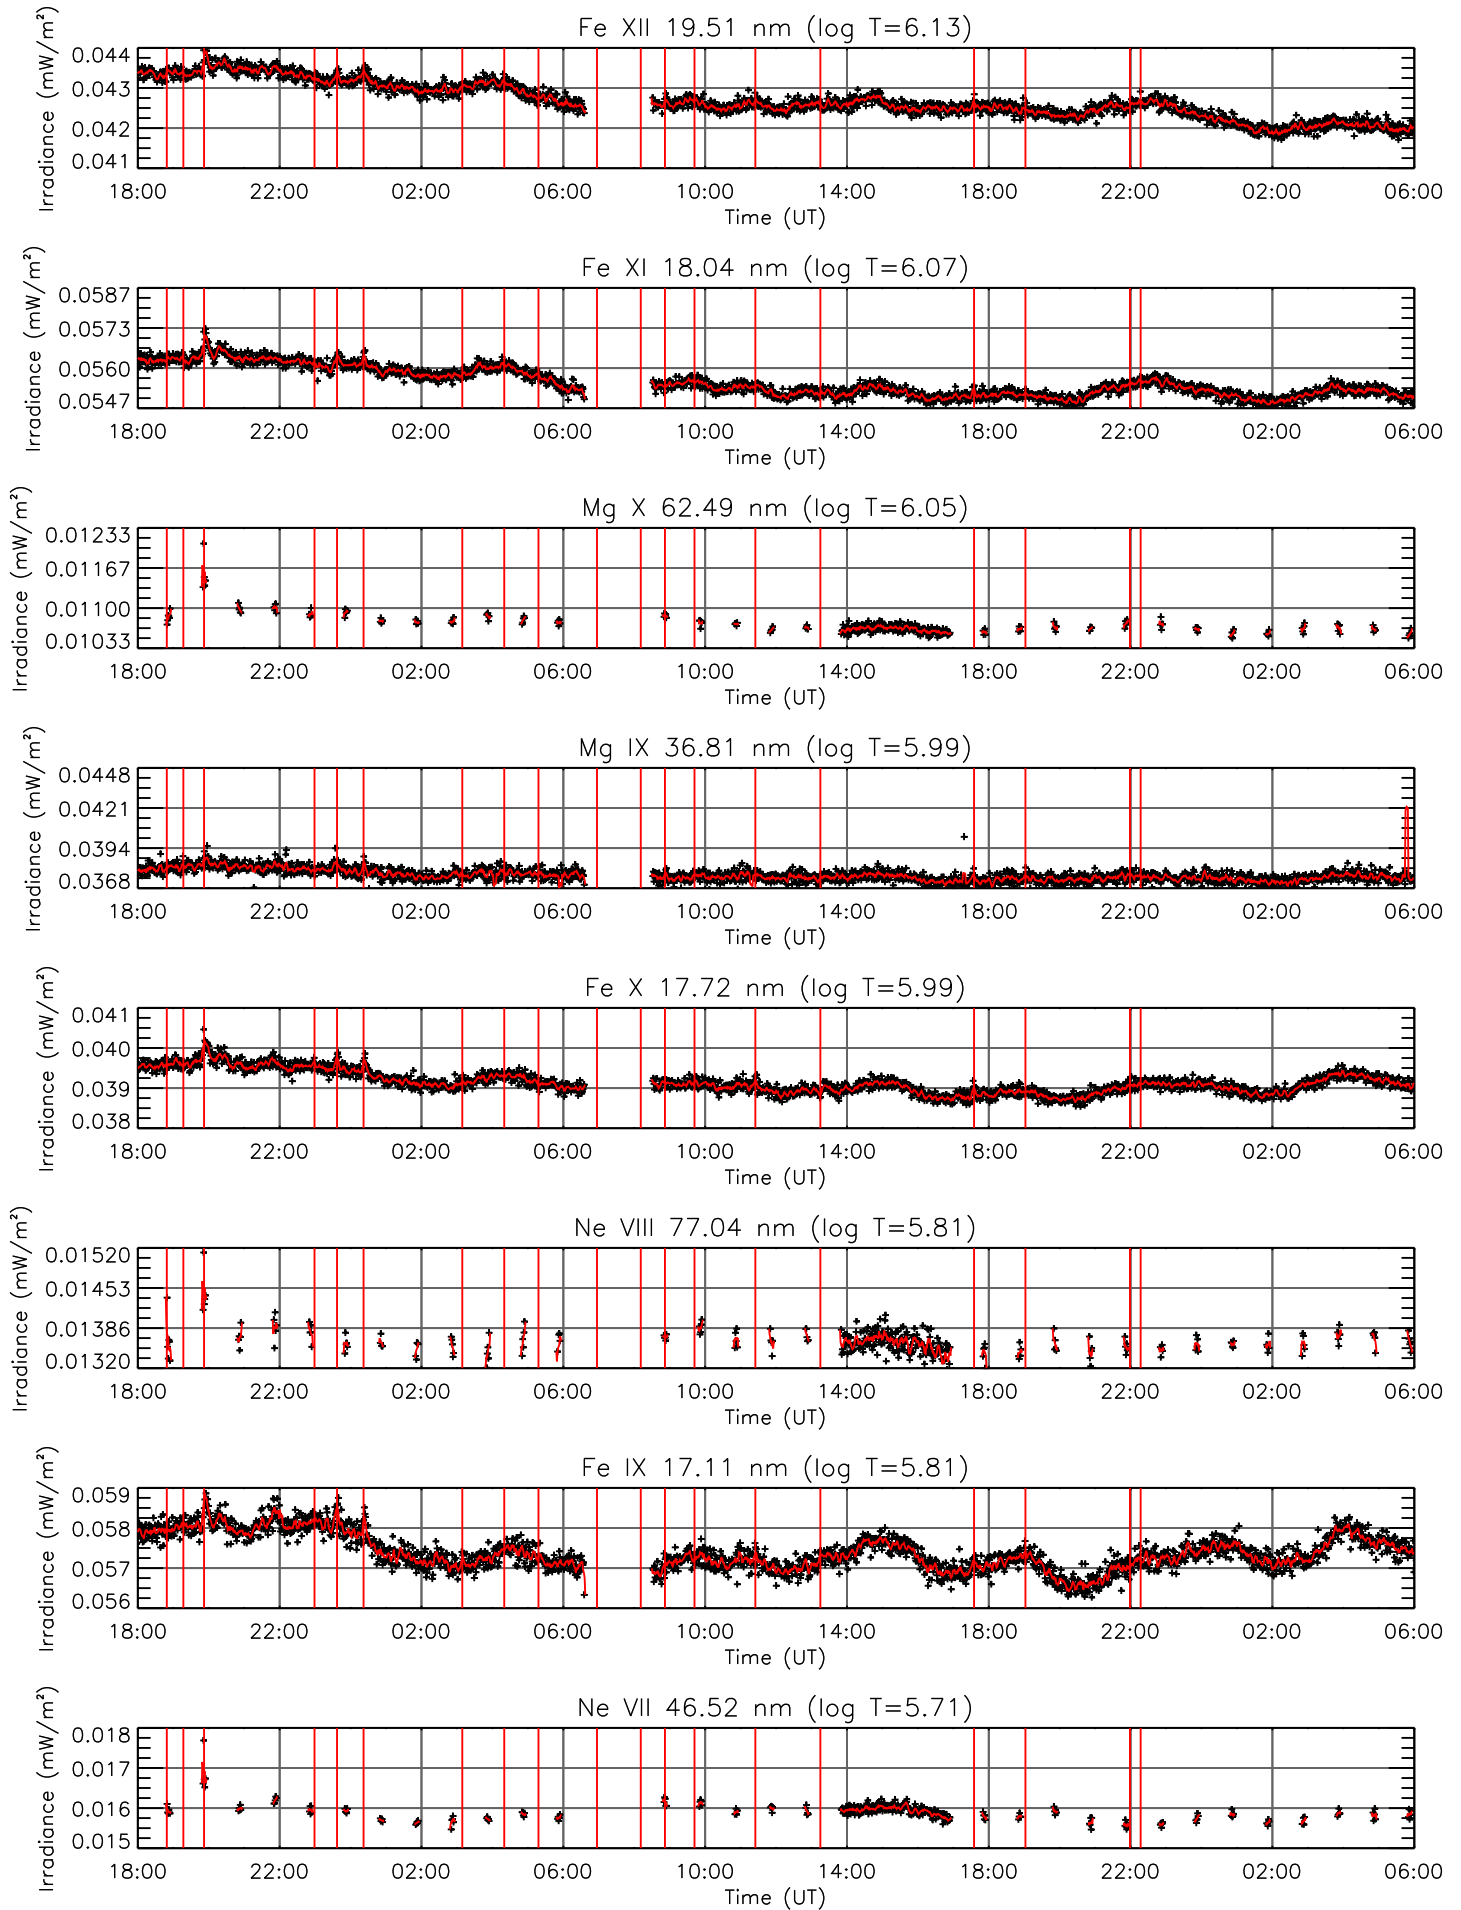 Fe XII 19.51 nm (log T=6.13)
Irradiance (mW/m²)
0.044
0.043
0.042
0.041
18:00 22:00 02:00 06:00 10:00 14:00 18:00 22:00 02:00 06:00
Time (UT)
Fe XI 18.04 nm (log T=6.07)
Irradiance (mW/m²)
0.0587
0.0573
0.0560
0.0547
18:00 22:00 02:00 06:00 10:00 14:00 18:00 22:00 02:00 06:00
Time (UT)
Mg X 62.49 nm (log T=6.05)
Irradiance (mW/m²)
0.01233
0.01167
0.01100
0.01033
18:00 22:00 02:00 06:00 10:00 14:00 18:00 22:00 02:00 06:00
Time (UT)
Mg IX 36.81 nm (log T=5.99)
Irradiance (mW/m²)
0.0448
0.0421
0.0394
0.0368
18:00 22:00 02:00 06:00 10:00 14:00 18:00 22:00 02:00 06:00
Time (UT)
Fe X 17.72 nm (log T=5.99)
Irradiance (mW/m²)
0.041
0.040
0.039
0.038
18:00 22:00 02:00 06:00 10:00 14:00 18:00 22:00 02:00 06:00
Time (UT)
Ne VIII 77.04 nm (log T=5.81)
Irradiance (mW/m²)
0.01520
0.01453
0.01386
0.01320
18:00 22:00 02:00 06:00 10:00 14:00 18:00 22:00 02:00 06:00
Time (UT)
Fe IX 17.11 nm (log T=5.81)
Irradiance (mW/m²)
0.059
0.058
0.057
0.056
18:00 22:00 02:00 06:00 10:00 14:00 18:00 22:00 02:00 06:00
Time (UT)
Ne VII 46.52 nm (log T=5.71)
Irradiance (mW/m²)
0.018
0.017
0.016
0.015
18:00 22:00 02:00 06:00 10:00 14:00 18:00 22:00 02:00 06:00
Time (UT)